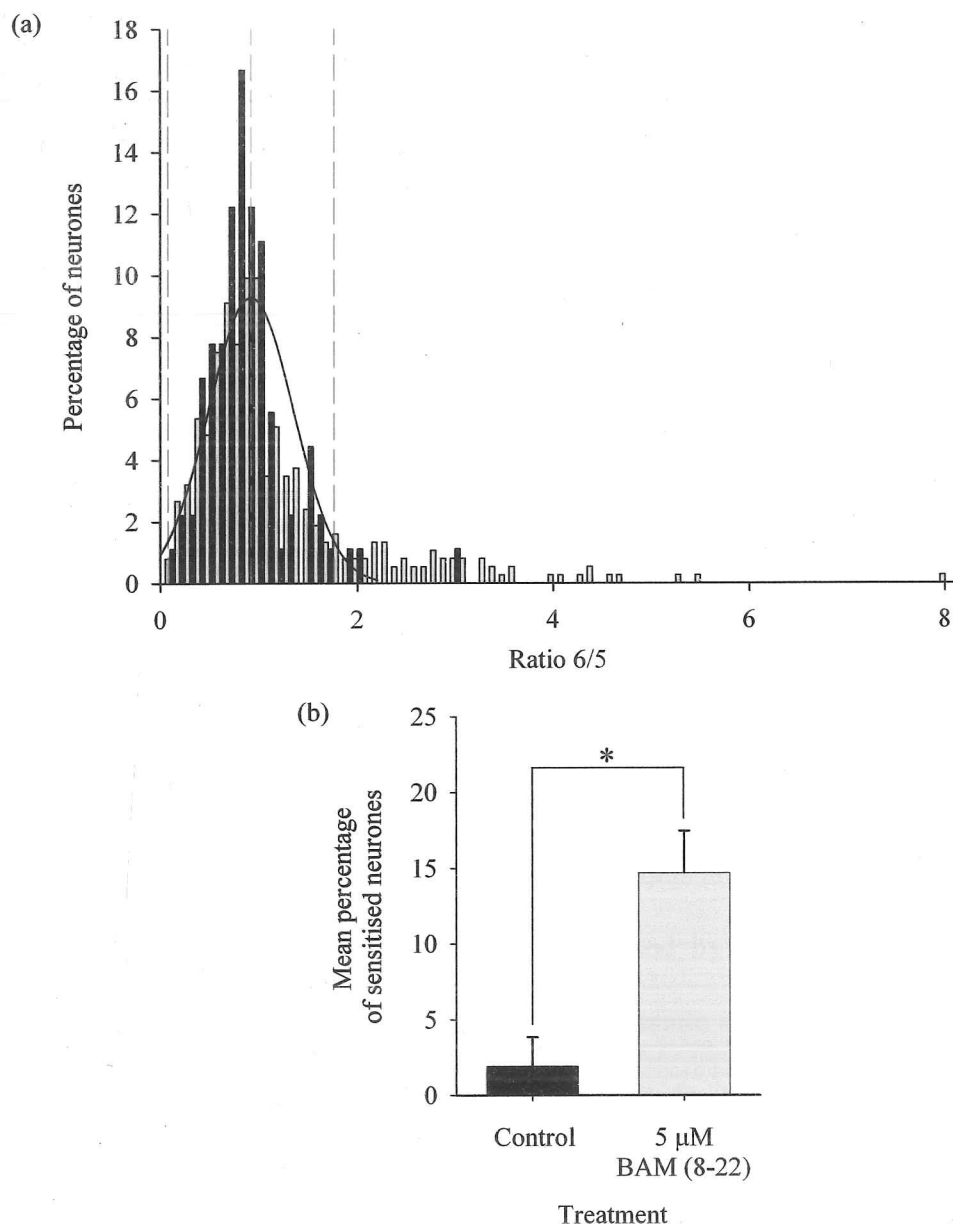 (a)
18
16
14
12
10
8
6
4
2
0
Percentage of neurones
0 2 4 6 8
Ratio 6/5
(b)
25
20
15
10
5
0
Mean percentage
of sensitised neurones
*
Control
5 μM
BAM (8-22)
Treatment